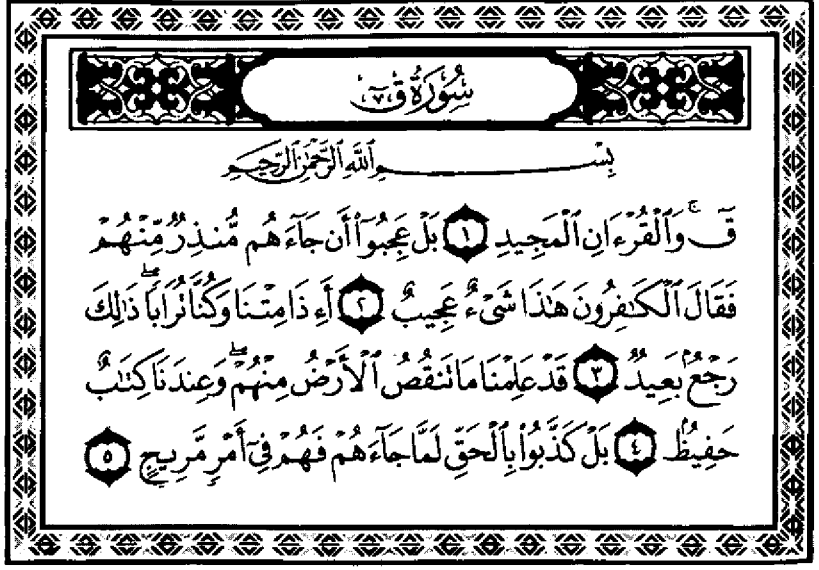 سُورَةُ قٓ
بِسْمِ ٱللَّهِ ٱلرَّحْمَٰنِ ٱلرَّحِيمِ
قٓ ۚ وَٱلْقُرْءَانِ ٱلْمَجِيدِ ١ بَلْ عَجِبُوٓا۟ أَن جَآءَهُم مُّنذِرٌ مِّنْهُمْ
فَقَالَ ٱلْكَٰفِرُونَ هَٰذَا شَىْءٌ عَجِيبٌ ٢ أَءِذَا مِتْنَا وَكُنَّا تُرَابًا ۖ ذَٰلِكَ
رَجْعٌۢ بَعِيدٌ ٣ قَدْ عَلِمْنَا مَا تَنقُصُ ٱلْأَرْضُ مِنْهُمْ ۖ وَعِندَنَا كِتَٰبٌ
حَفِيظٌۢ ٤ بَلْ كَذَّبُوا۟ بِٱلْحَقِّ لَمَّا جَآءَهُمْ فَهُمْ فِىٓ أَمْرٍ مَّرِيجٍ ٥